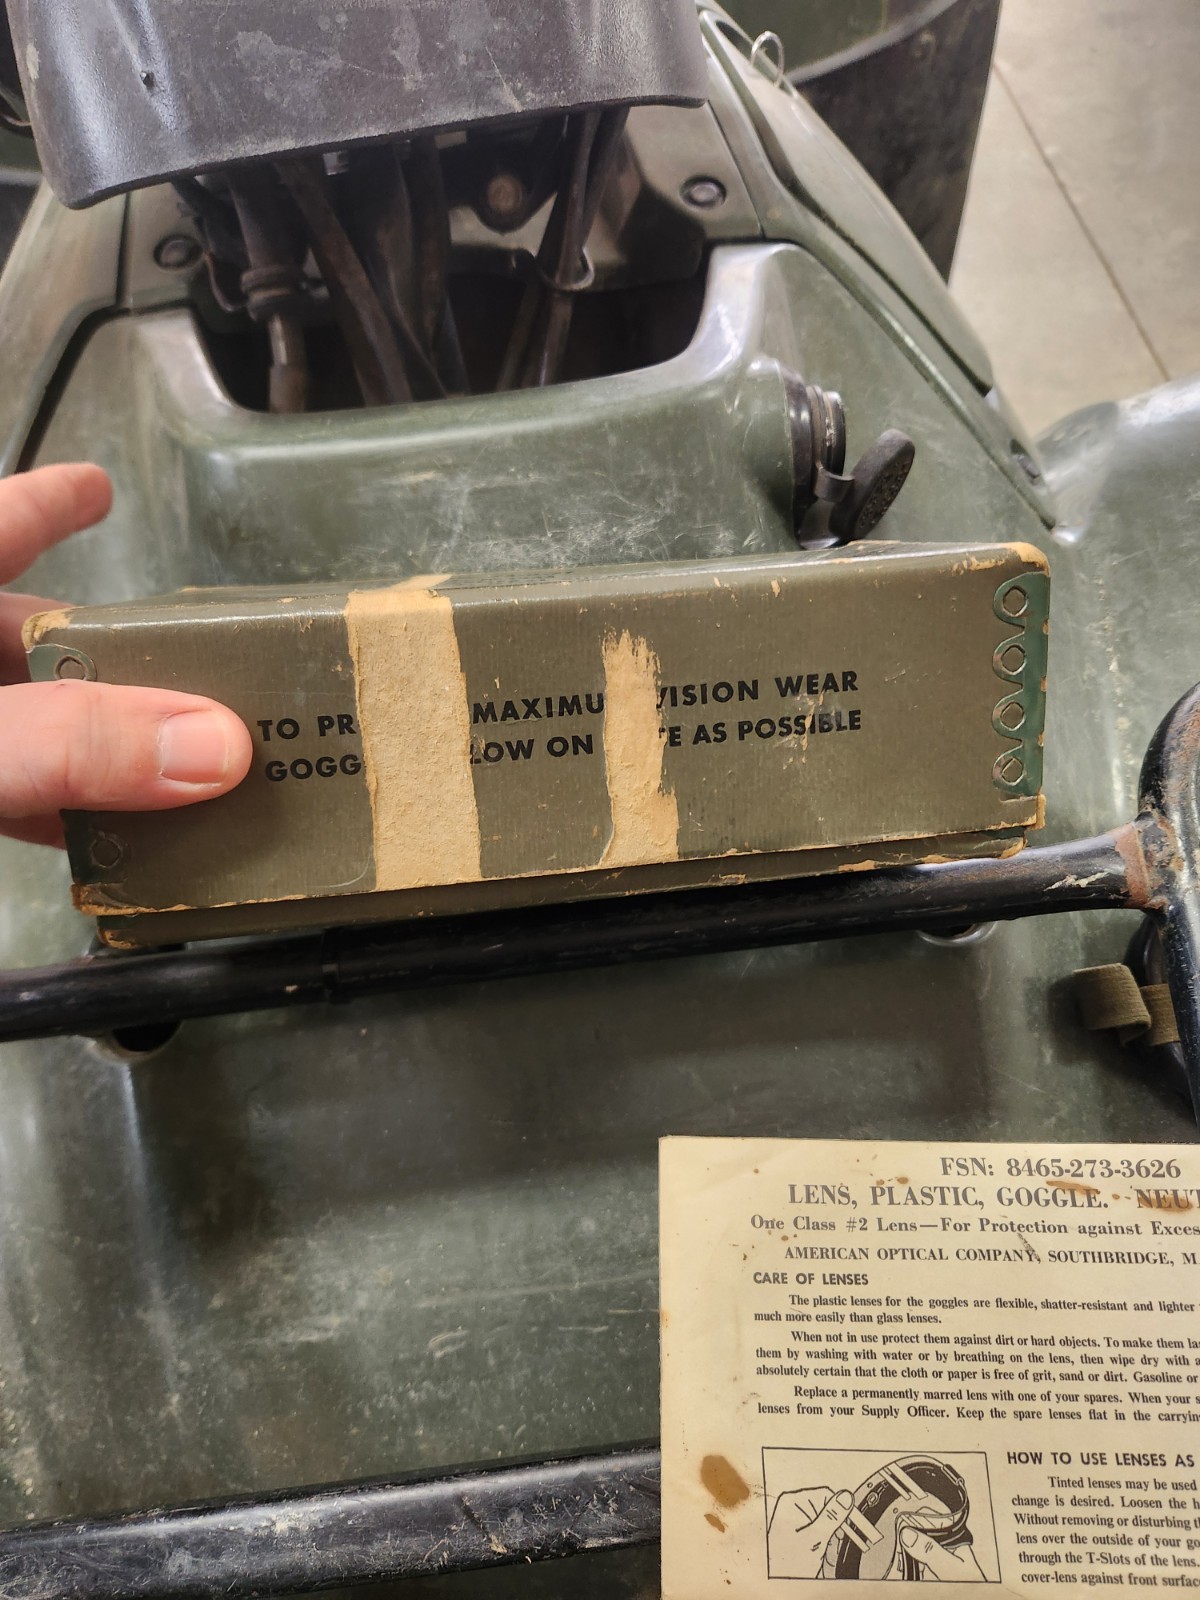 TO PR MAXIMU VISION WEAR
GOGG LOW ON E AS POSSIBLE
FSN: 8465-273-3626
LENS, PLASTIC, GOGGLE. NEUT
One Class #2 Lens—For Protection against Exces
AMERICAN OPTICAL COMPANY, SOUTHBRIDGE, M
CARE OF LENSES
The plastic lenses for the goggles are flexible, shatter-resistant and lighter
much more easily than glass lenses.
When not in use protect them against dirt or hard objects. To make them las
them by washing with water or by breathing on the lens, then wipe dry with a
absolutely certain that the cloth or paper is free of grit, sand or dirt. Gasoline or
Replace a permanently marred lens with one of your spares. When your s
lenses from your Supply Officer. Keep the spare lenses flat in the carryin
HOW TO USE LENSES AS
Tinted lenses may be used
change is desired. Loosen the h
Without removing or disturbing th
lens over the outside of your go
through the T-Slots of the lens.
cover-lens against front surfac